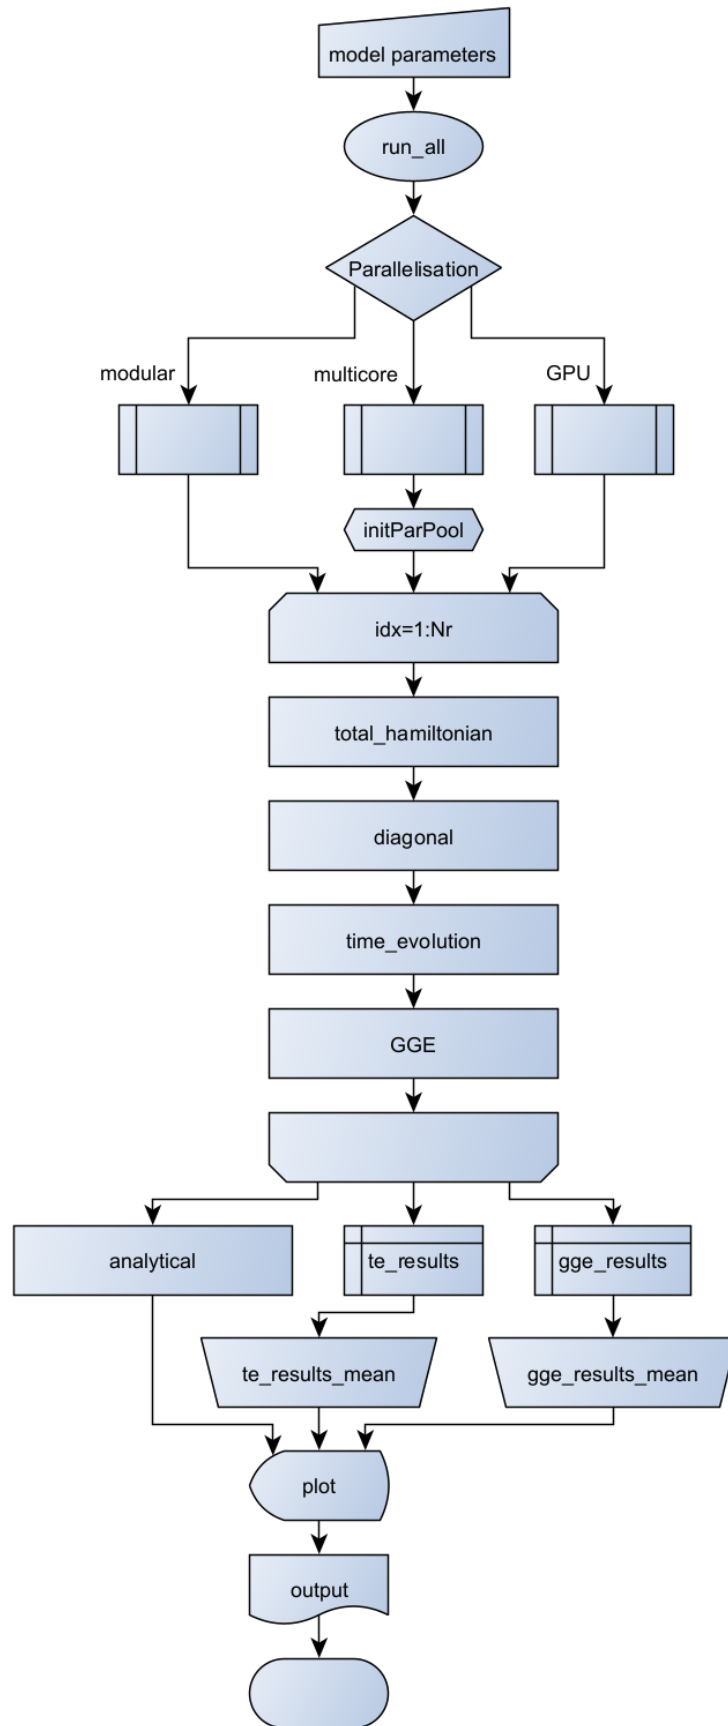 model parameters
run_all
Parallelisation
modular
multicore
GPU
initParPool
idx=1:Nr
total_hamiltonian
diagonal
time_evolution
GGE
analytical
te_results
gge_results
te_results_mean
gge_results_mean
plot
output